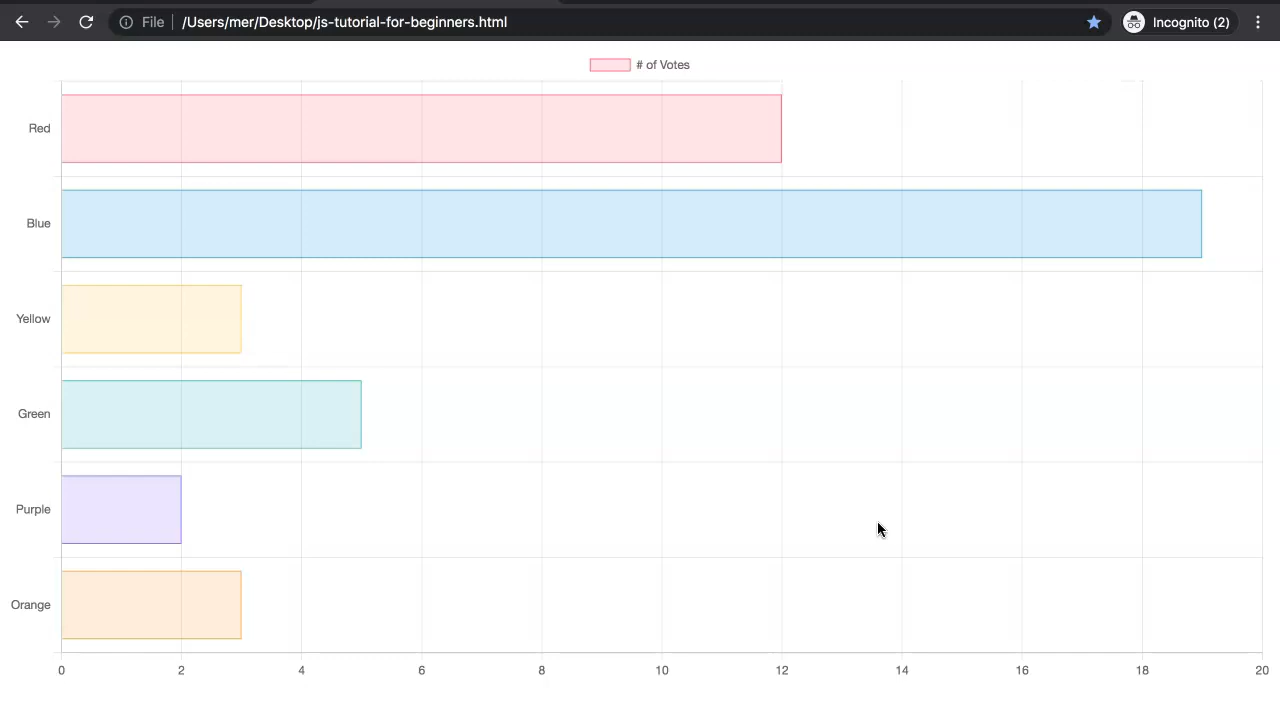 File /Users/mer/Desktop/js-tutorial-for-beginners.html Incognito (2)
# of Votes
Red
Blue
Yellow
Green
Purple
Orange
0 2 4 6 8 10 12 14 16 18 20